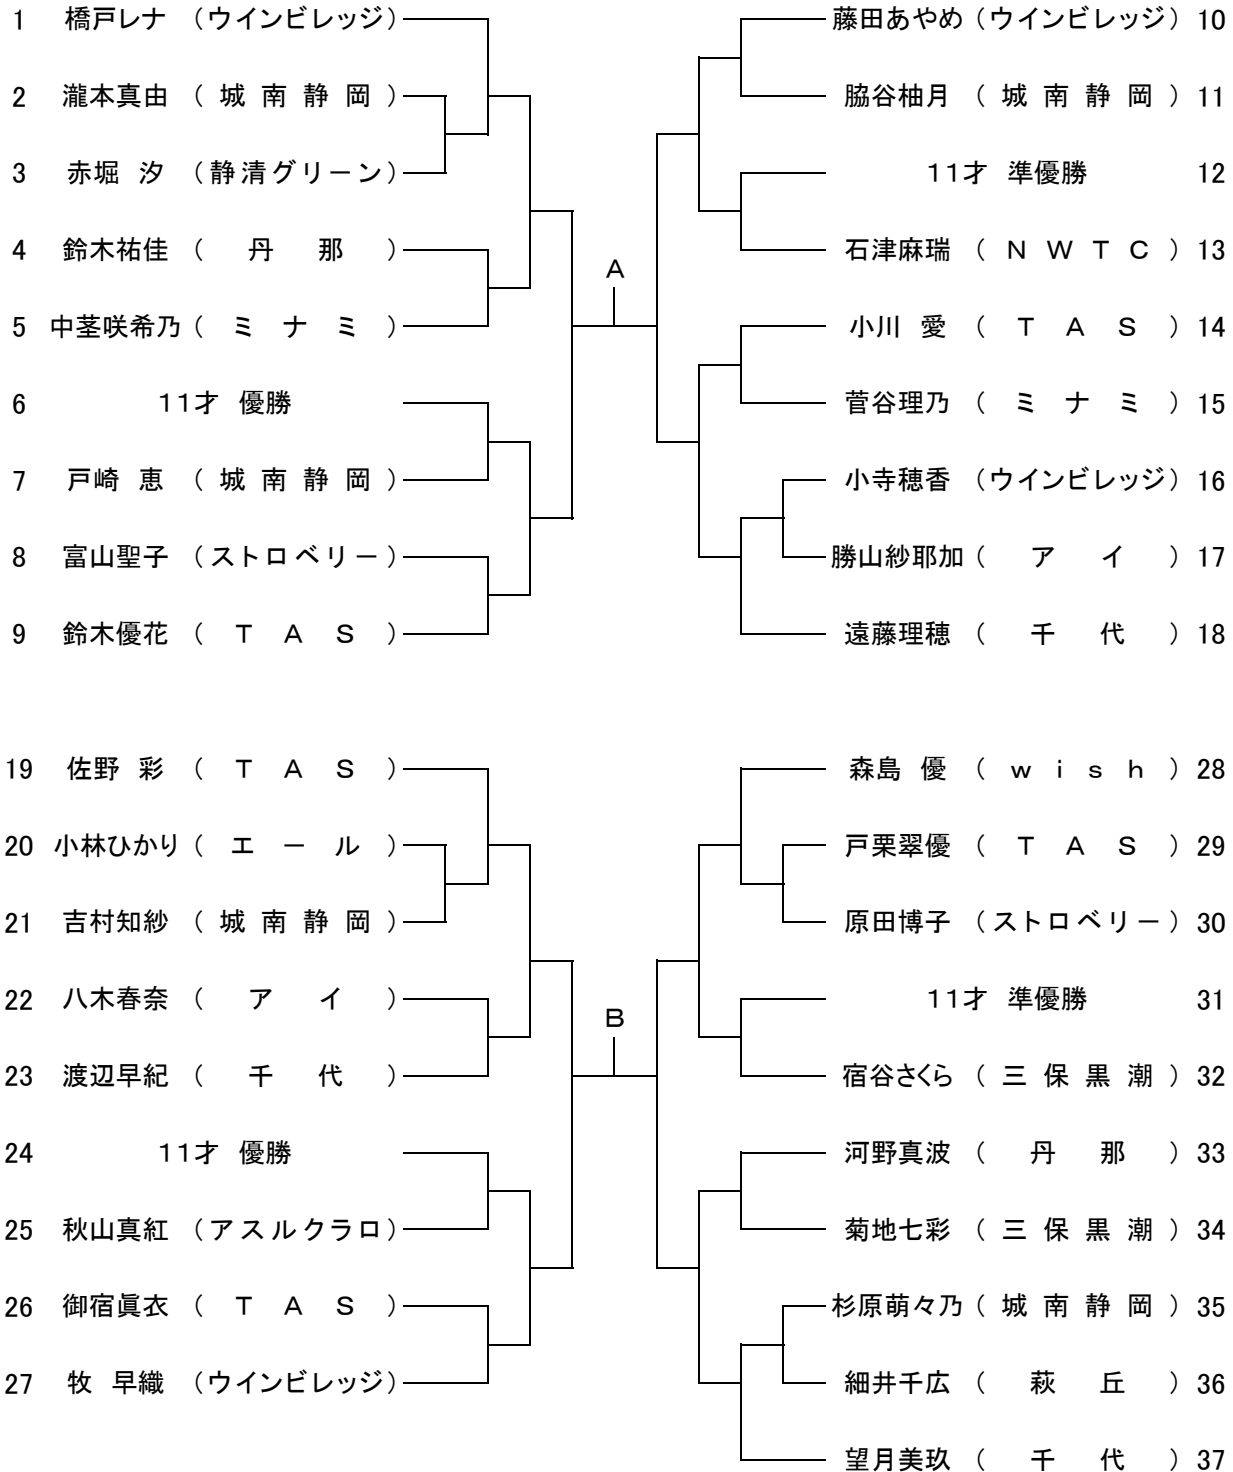 1 橋戸レナ （ウインビレッジ）
2 瀧本真由 （城南静岡）
3 赤堀 汐 （静清グリーン）
4 鈴木祐佳 （丹那）
5 中茎咲希乃 （ミナミ）
6 11才 優勝
7 戸崎 恵 （城南静岡）
8 富山聖子 （ストロベリー）
9 鈴木優花 （TAS）
A
藤田あやめ （ウインビレッジ） 10
脇谷柚月 （城南静岡） 11
11才 準優勝 12
石津麻瑞 （NWTC） 13
小川 愛 （TAS） 14
菅谷理乃 （ミナミ） 15
小寺穂香 （ウインビレッジ） 16
勝山紗耶加 （アイ） 17
遠藤理穂 （千代） 18
19 佐野 彩 （TAS）
20 小林ひかり （エール）
21 吉村知紗 （城南静岡）
22 八木春奈 （アイ）
23 渡辺早紀 （千代）
24 11才 優勝
25 秋山真紅 （アスルクラロ）
26 御宿眞衣 （TAS）
27 牧 早織 （ウインビレッジ）
B
森島 優 （wish） 28
戸栗翠優 （TAS） 29
原田博子 （ストロベリー） 30
11才 準優勝 31
宿谷さくら （三保黒潮） 32
河野真波 （丹那） 33
菊地七彩 （三保黒潮） 34
杉原萌々乃 （城南静岡） 35
細井千広 （萩丘） 36
望月美玖 （千代） 37